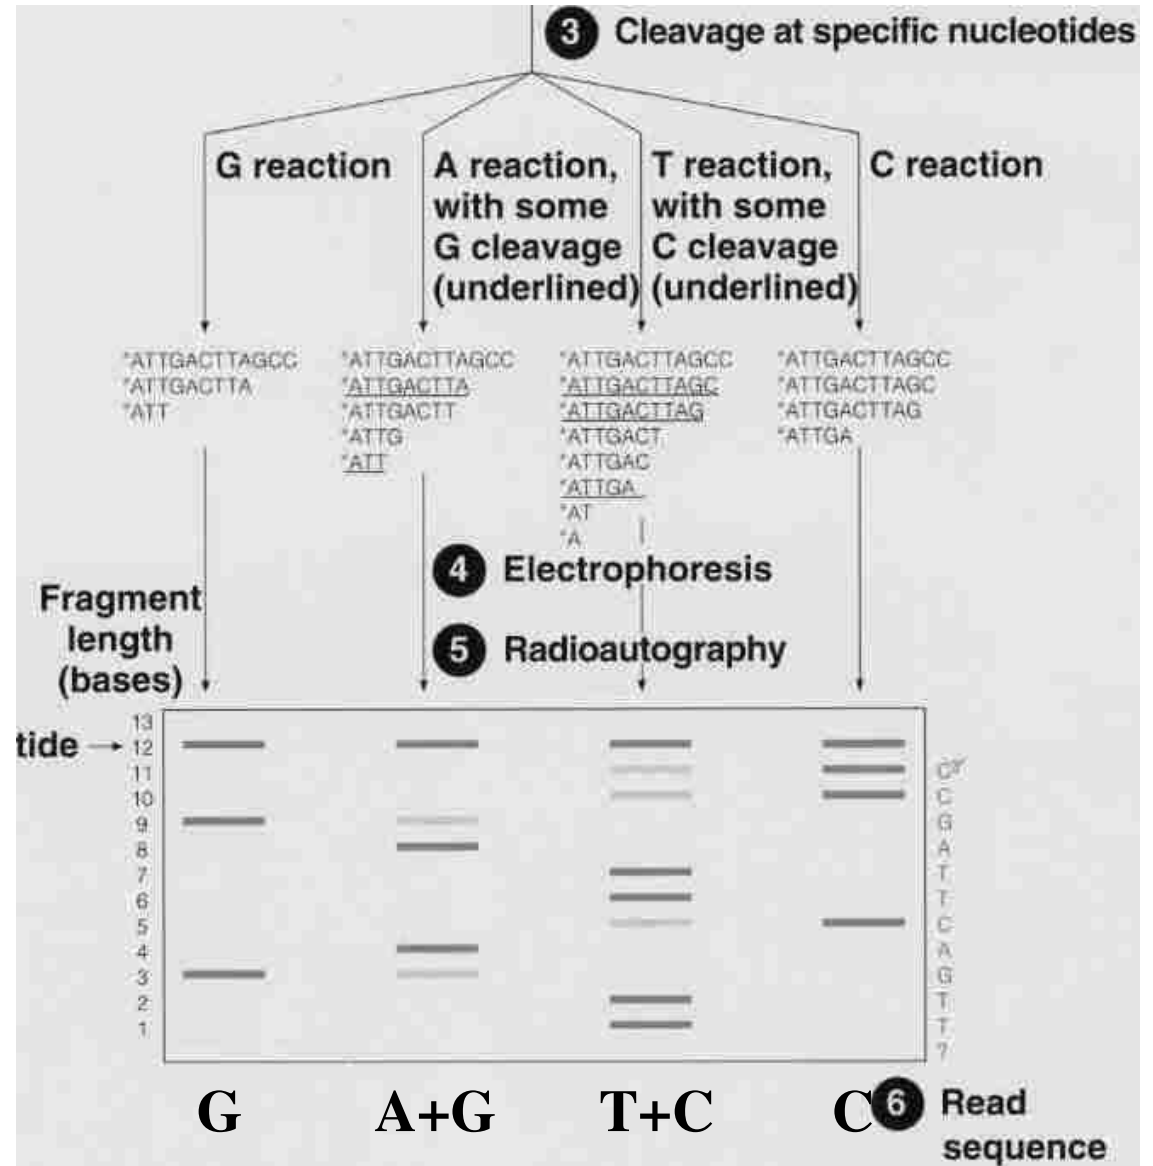 3 Cleavage at specific nucleotides
G reaction
A reaction,
with some
G cleavage
(underlined)
T reaction,
with some
C cleavage
(underlined)
C reaction
*ATTGACTTAGCC
*ATTGACTTA
*ATT
*ATTGACTTAGCC
*ATTGACTTA
*ATTGACTT
*ATTG
*ATT
*ATTGACTTAGCC
*ATTGACTTAGC
*ATTGACTTAG
*ATTGACT
*ATTGAC
*ATTGA
*AT
*A
*ATTGACTTAGCC
*ATTGACTTAGC
*ATTGACTTAG
*ATTGA
4 Electrophoresis
5 Radioautography
Fragment
length
(bases)
tide
13
12
11
10
9
8
7
6
5
4
3
2
1
C3′
C
G
A
T
T
C
A
G
T
T
?
G A+G T+C C
6 Read
sequence